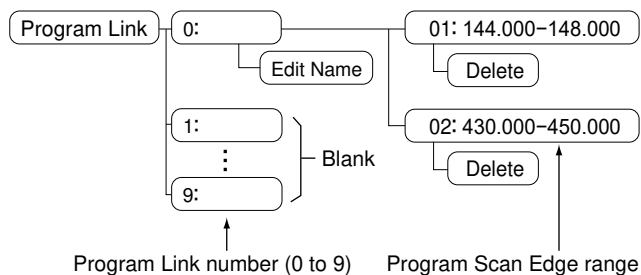 Program Link
0:
01: 144.000–148.000
Edit Name
Delete
1:
02: 430.000–450.000
⋮
Blank
Delete
9:
Program Link number (0 to 9)
Program Scan Edge range